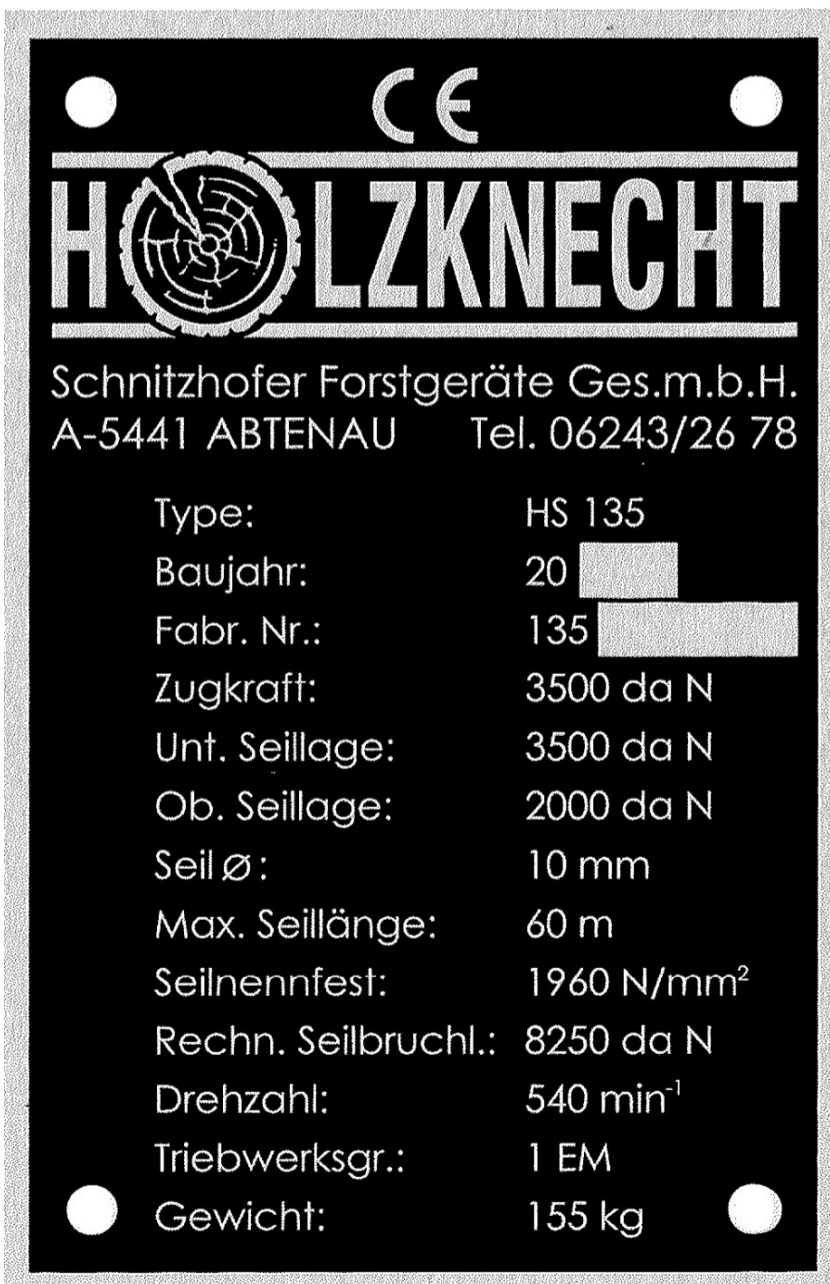 CE
HOLZKNECHT
Schnitzhofer Forstgeräte Ges.m.b.H.
A-5441 ABTENAU Tel. 06243/26 78
Type: HS 135
Baujahr: 20
Fabr. Nr.: 135
Zugkraft: 3500 da N
Unt. Seillage: 3500 da N
Ob. Seillage: 2000 da N
Seil Ø: 10 mm
Max. Seillänge: 60 m
Seilnennfest: 1960 N/mm²
Rechn. Seilbruchl.: 8250 da N
Drehzahl: 540 min⁻¹
Triebwerksgr.: 1 EM
Gewicht: 155 kg